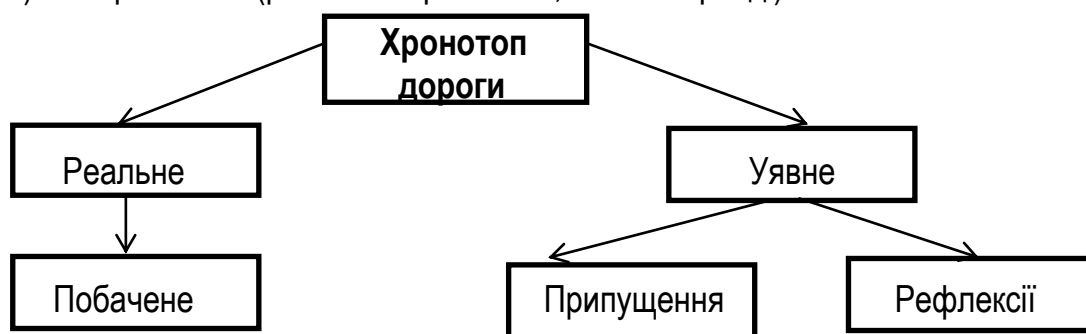 Хронотоп
дороги
Реальне
Уявне
Побачене
Припущення
Рефлексії